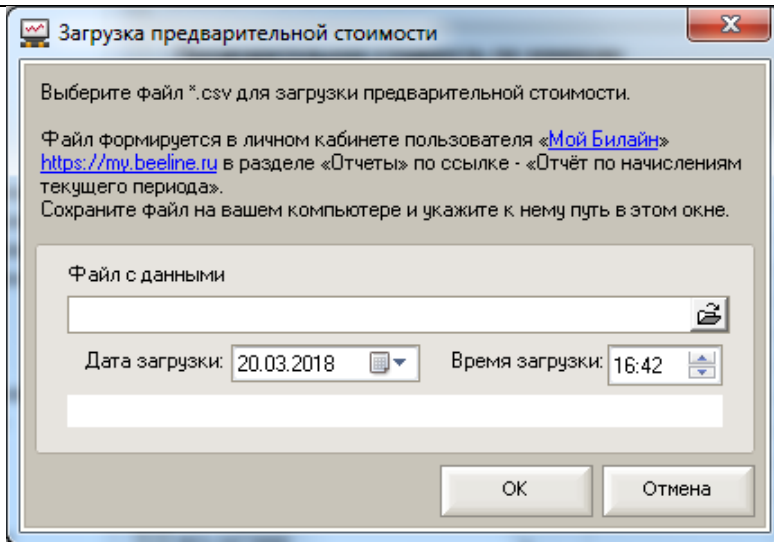 Загрузка предварительной стоимости
Выберите файл *.csv для загрузки предварительной стоимости.
Файл формируется в личном кабинете пользователя «Мой Билайн»
https://my.beeline.ru в разделе «Отчеты» по ссылке - «Отчёт по начислениям
текущего периода».
Сохраните файл на вашем компьютере и укажите к нему путь в этом окне.
Файл с данными
Дата загрузки: 20.03.2018 Время загрузки: 16:42
ОК Отмена